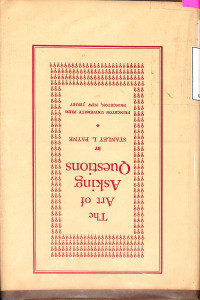 The
Art of
Asking
Questions
BY
STANLEY L. PAYNE
PRINCETON UNIVERSITY PRESS
PRINCETON, NEW JERSEY